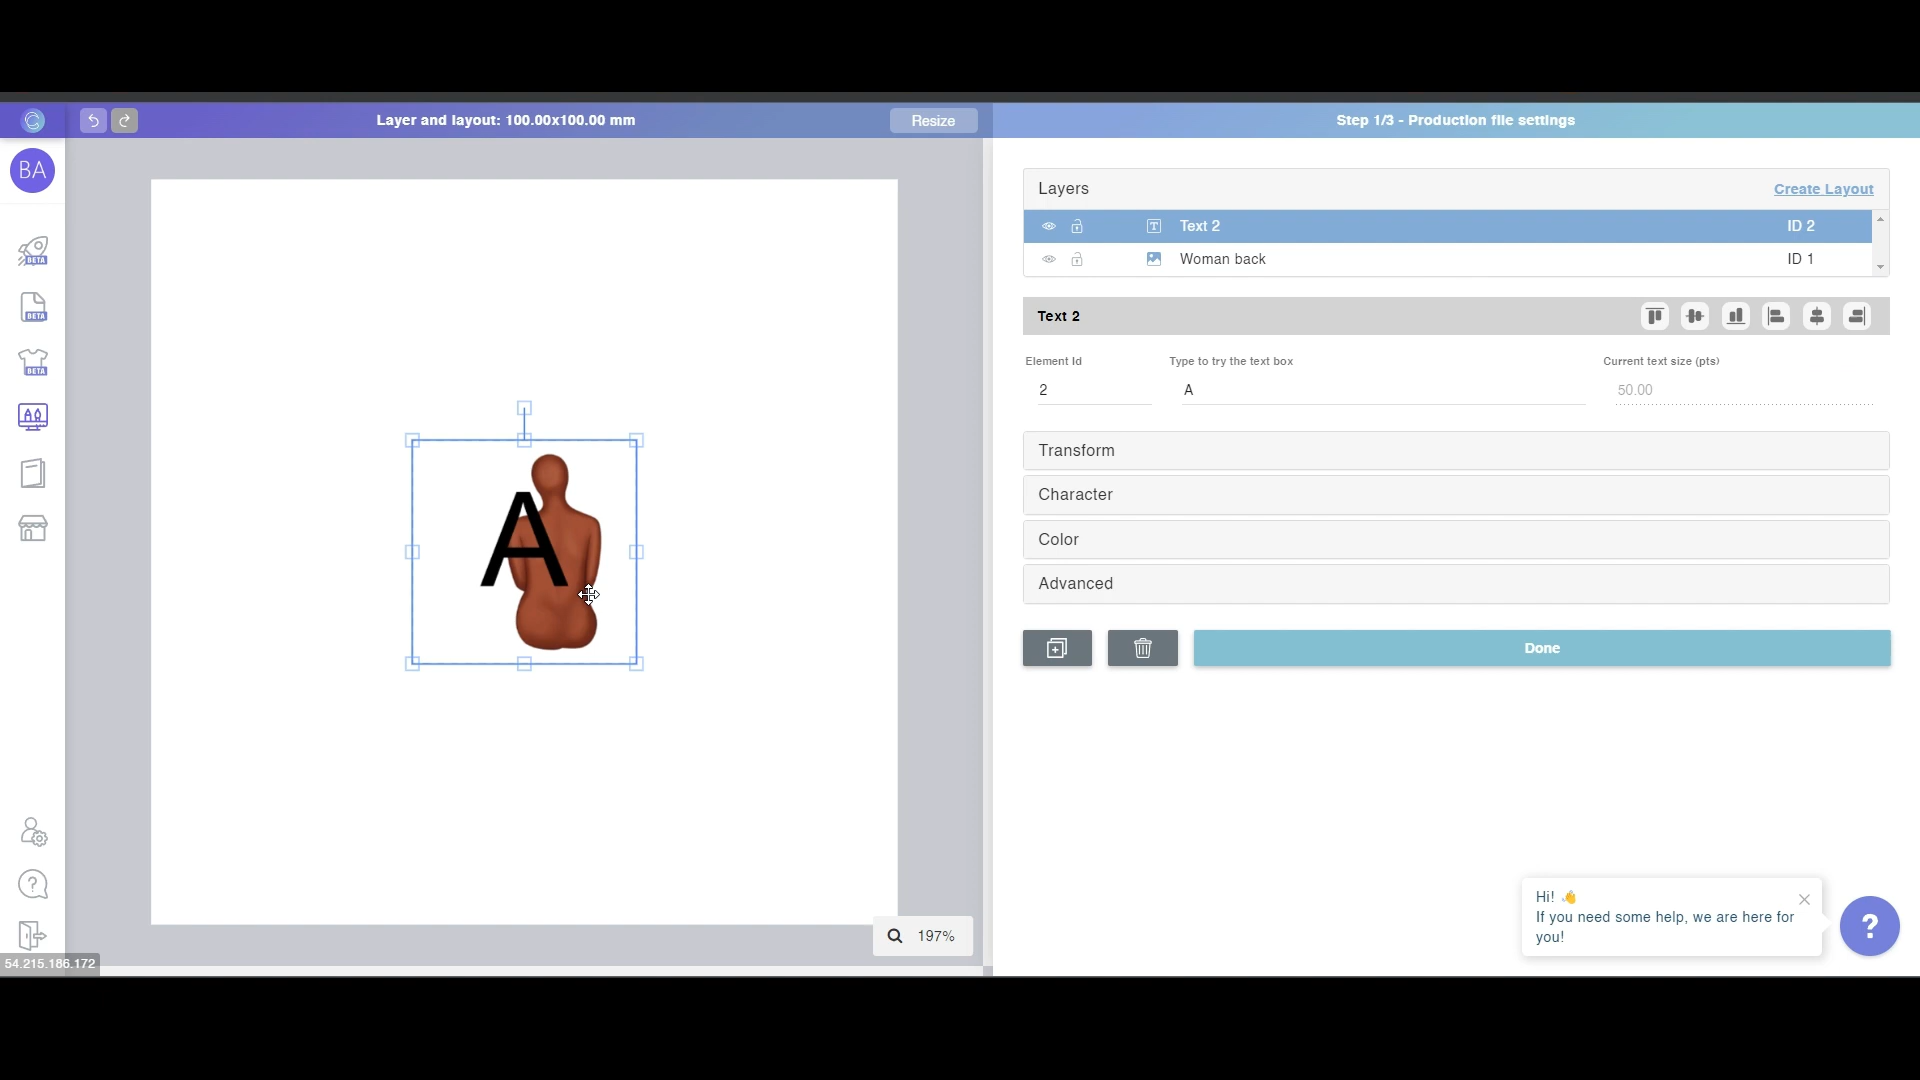 Layer and layout: 100.00x100.00 mm
Resize
Step 1/3 - Production file settings
BA
Layers
Create Layout
Text 2
ID 2
Woman back
ID 1
Text 2
Element Id
Type to try the text box
Current text size (pts)
2
A
50.00
Transform
Character
Color
Advanced
Done
BETA
BETA
BETA
A
Hi! 👋
If you need some help, we are here for
you!
?
197%
54.215.186.172